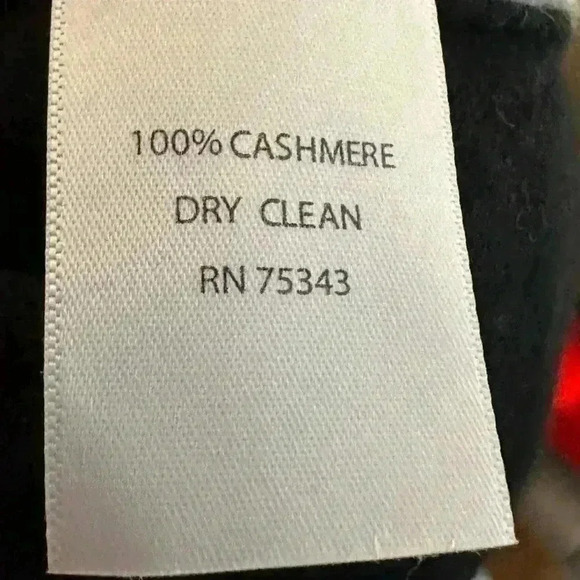 100% CASHMERE
DRY CLEAN
RN 75343